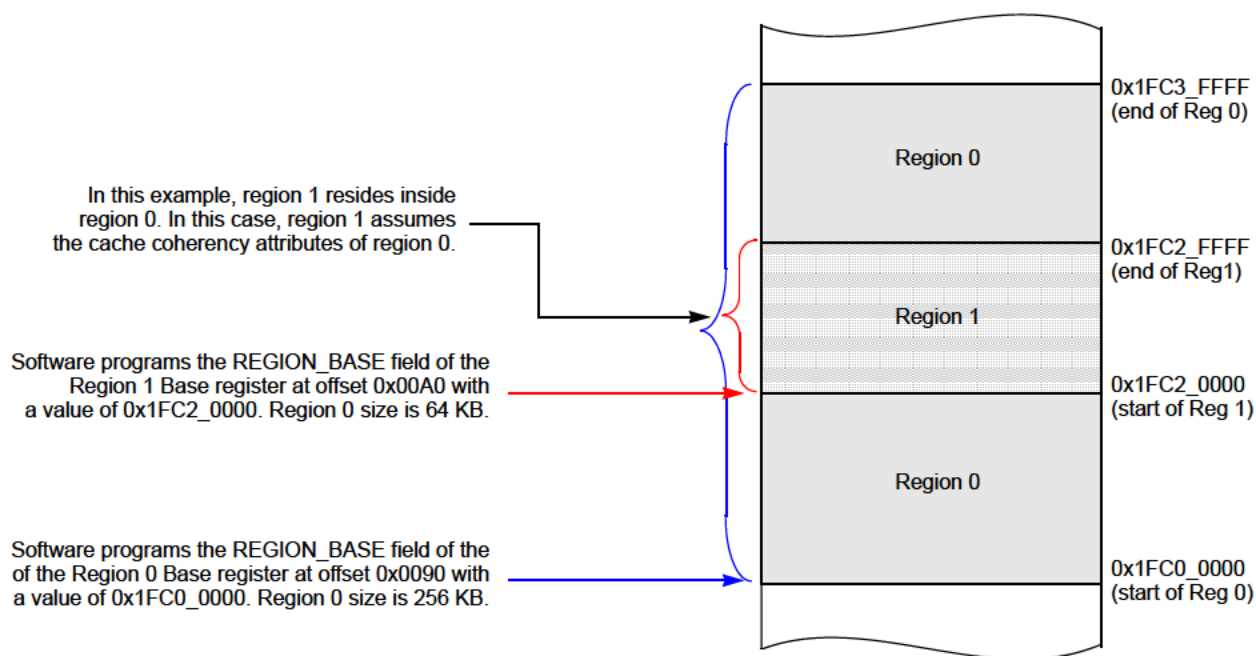 0x1FC3_FFFF
(end of Reg 0)
Region 0
In this example, region 1 resides inside
region 0. In this case, region 1 assumes
the cache coherency attributes of region 0.
0x1FC2_FFFF
(end of Reg1)
Region 1
Software programs the REGION_BASE field of the
Region 1 Base register at offset 0x00A0 with
a value of 0x1FC2_0000. Region 0 size is 64 KB.
0x1FC2_0000
(start of Reg 1)
Region 0
Software programs the REGION_BASE field of the
of the Region 0 Base register at offset 0x0090 with
a value of 0x1FC0_0000. Region 0 size is 256 KB.
0x1FC0_0000
(start of Reg 0)